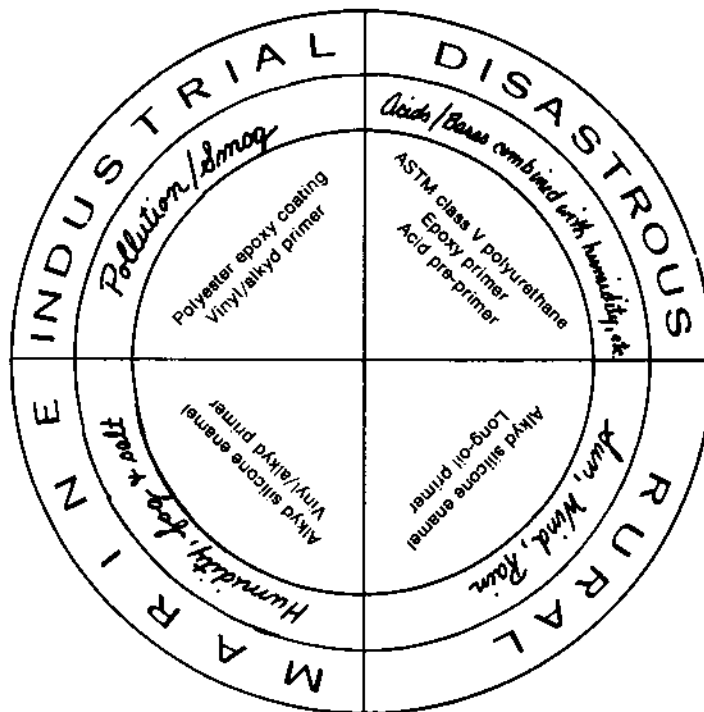 INDUSTRIAL
Pollution/Smog
Polyester epoxy coating
Vinyl/alkyd primer
DISASTROUS
Acids/Bases combined with humidity, etc
ASTM class V polyurethane
Epoxy primer
Acid pre-primer
MARINE
Humidity, fog & salt
Alkyd silicone enamel
Vinyl/alkyd primer
RURAL
Sun, Wind, Rain
Alkyd silicone enamel
Long-oil primer